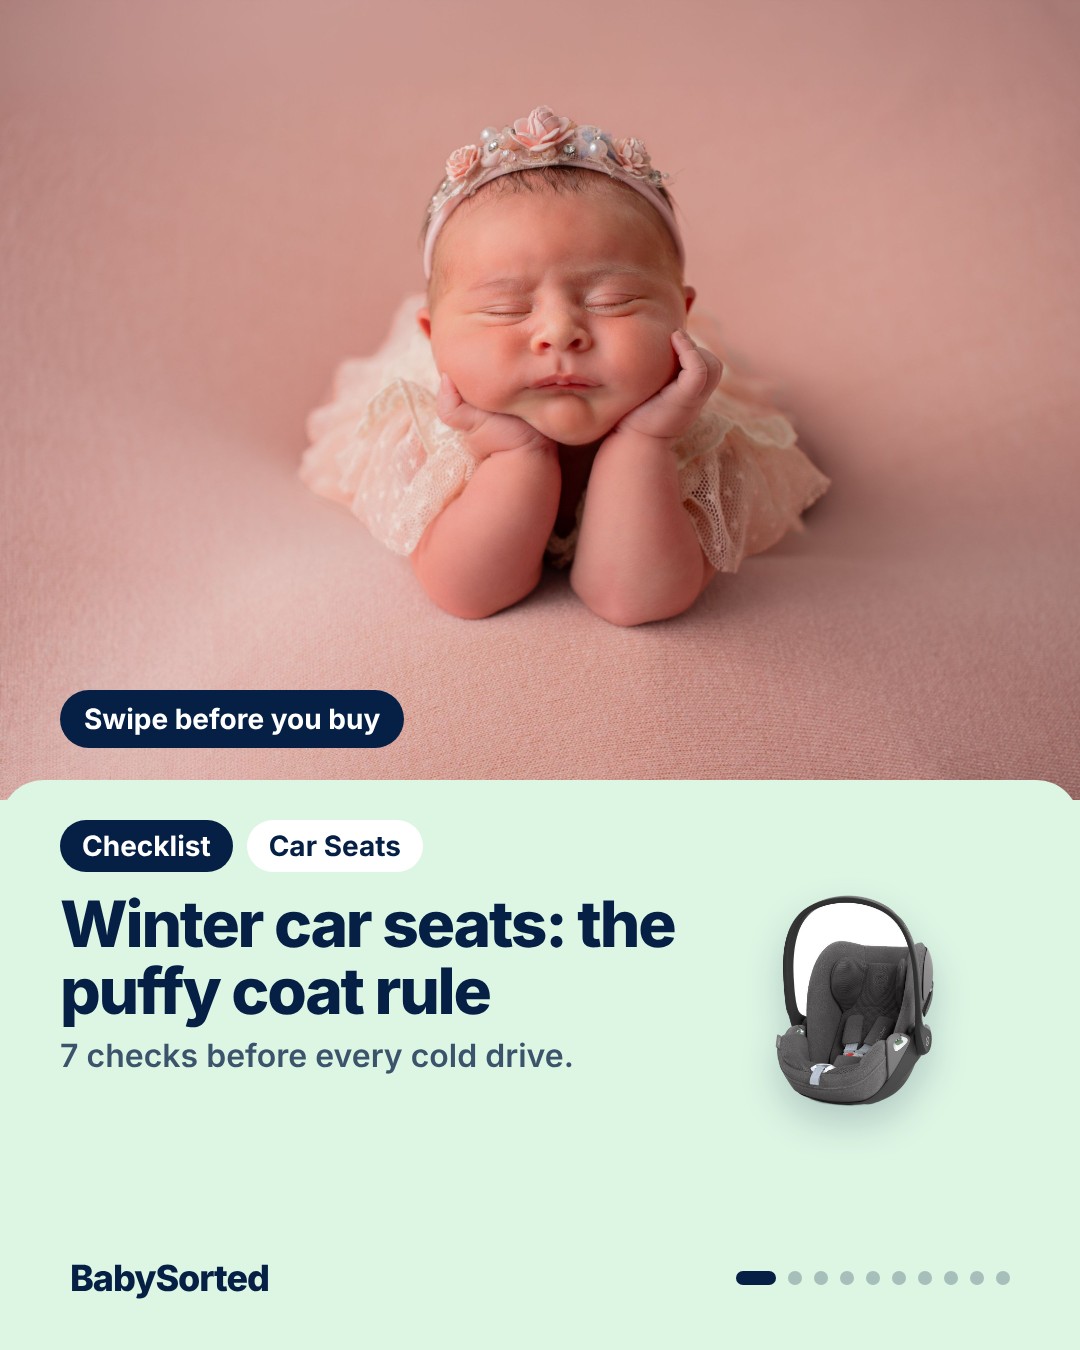 Swipe before you buy
Checklist
Car Seats
Winter car seats: the
puffy coat rule
7 checks before every cold drive.
BabySorted